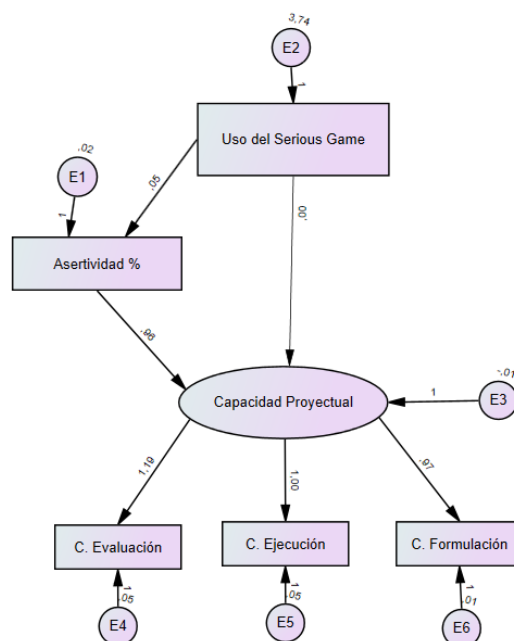 3,74
E2
1
Uso del Serious Game
,02
E1
1
,05
Asertividad %
,00
,96
Capacidad Proyectual
-,01
E3
1
1,19
1,00
,97
C. Evaluación
C. Ejecución
C. Formulación
1
,05
E4
1
,05
E5
1
,01
E6